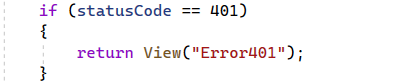 if (statusCode == 401)
{
return View("Error401");
}